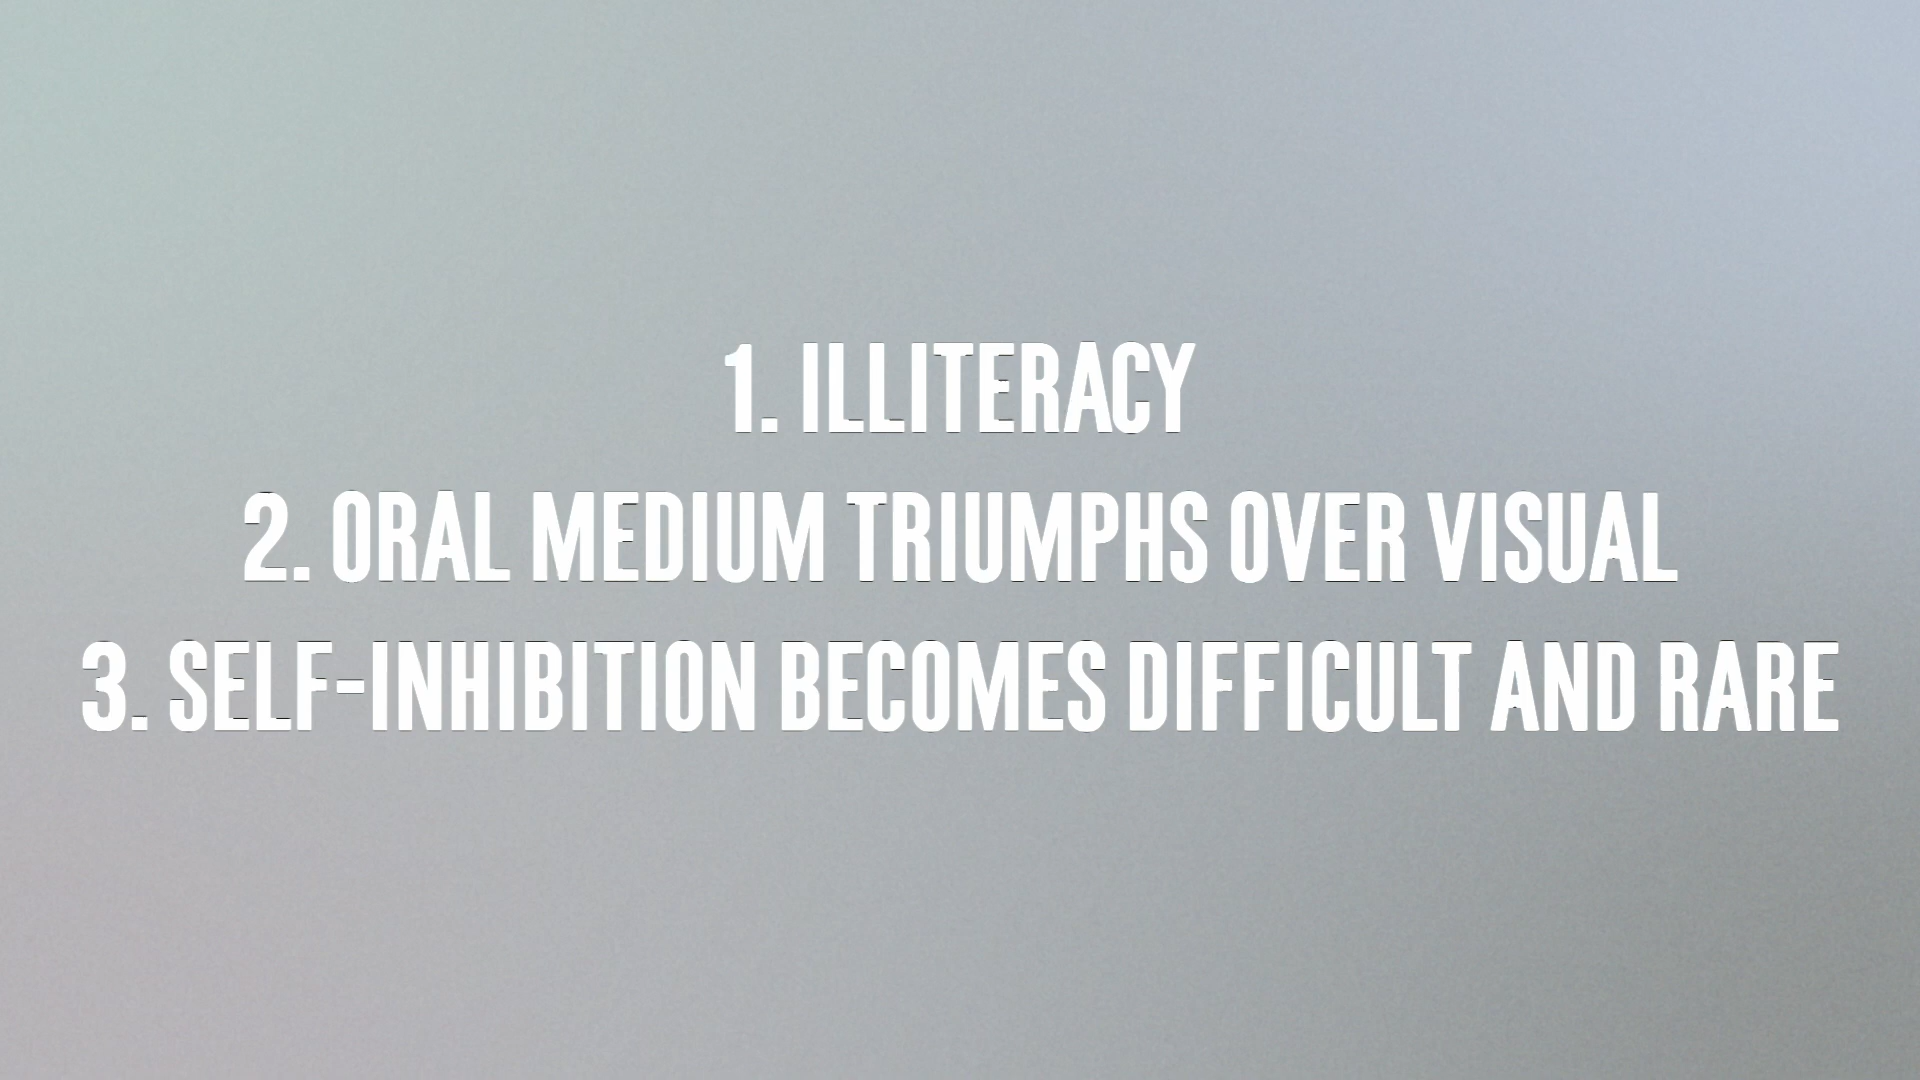 1. ILLITERACY
2. ORAL MEDIUM TRIUMPHS OVER VISUAL
3. SELF-INHIBITION BECOMES DIFFICULT AND RARE